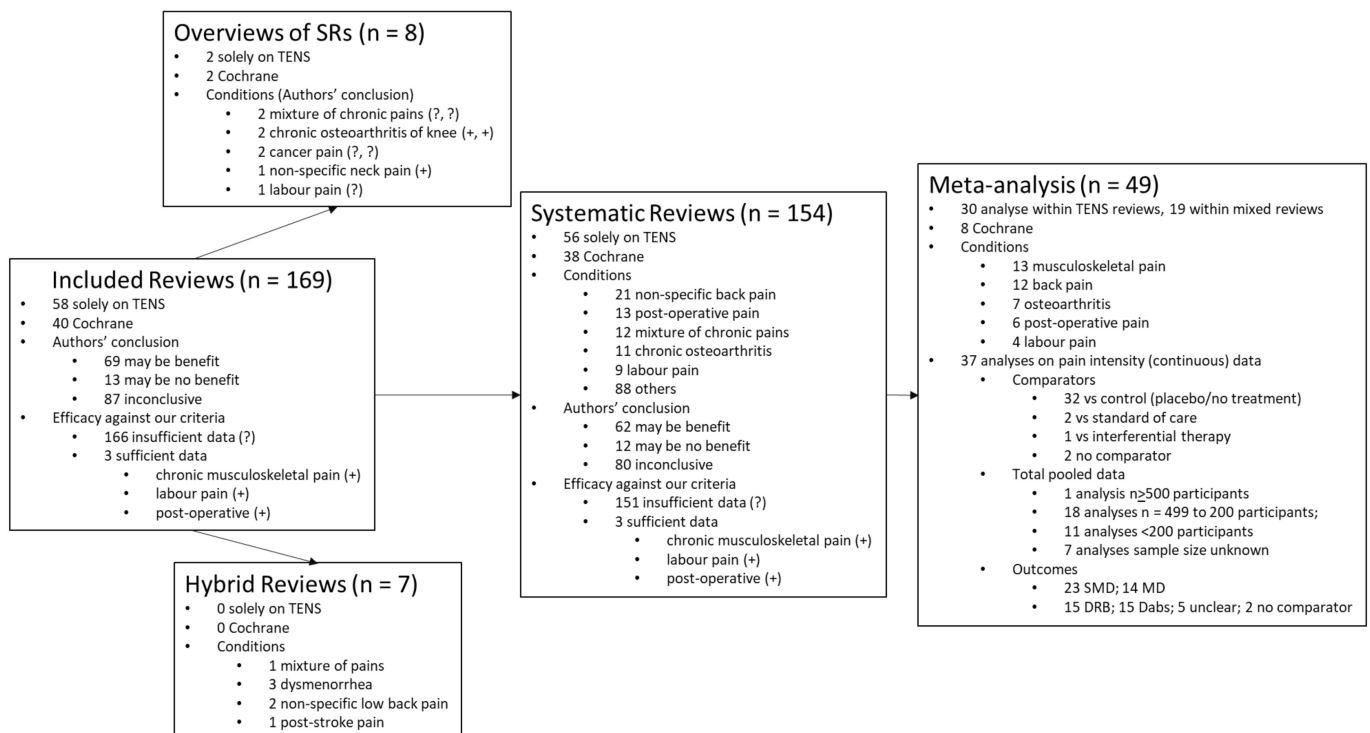 Overviews of SRs (n = 8)
• 2 solely on TENS
• 2 Cochrane
• Conditions (Authors' conclusion)
• 2 mixture of chronic pains (?, ?)
• 2 chronic osteoarthritis of knee (+, +)
• 2 cancer pain (?, ?)
• 1 non-specific neck pain (+)
• 1 labour pain (?)
Included Reviews (n = 169)
• 58 solely on TENS
• 40 Cochrane
• Authors' conclusion
• 69 may be benefit
• 13 may be no benefit
• 87 inconclusive
• Efficacy against our criteria
• 166 insufficient data (?)
• 3 sufficient data
• chronic musculoskeletal pain (+)
• labour pain (+)
• post-operative (+)
Hybrid Reviews (n = 7)
• 0 solely on TENS
• 0 Cochrane
• Conditions
• 1 mixture of pains
• 3 dysmenorrhea
• 2 non-specific low back pain
• 1 post-stroke pain
Systematic Reviews (n = 154)
• 56 solely on TENS
• 38 Cochrane
• Conditions
• 21 non-specific back pain
• 13 post-operative pain
• 12 mixture of chronic pains
• 11 chronic osteoarthritis
• 9 labour pain
• 88 others
• Authors' conclusion
• 62 may be benefit
• 12 may be no benefit
• 80 inconclusive
• Efficacy against our criteria
• 151 insufficient data (?)
• 3 sufficient data
• chronic musculoskeletal pain (+)
• labour pain (+)
• post-operative (+)
Meta-analysis (n = 49)
• 30 analyse within TENS reviews, 19 within mixed reviews
• 8 Cochrane
• Conditions
• 13 musculoskeletal pain
• 12 back pain
• 7 osteoarthritis
• 6 post-operative pain
• 4 labour pain
• 37 analyses on pain intensity (continuous) data
• Comparators
• 32 vs control (placebo/no treatment)
• 2 vs standard of care
• 1 vs interferential therapy
• 2 no comparator
• Total pooled data
• 1 analysis n≥500 participants
• 18 analyses n = 499 to 200 participants;
• 11 analyses <200 participants
• 7 analyses sample size unknown
• Outcomes
• 23 SMD; 14 MD
• 15 DRB; 15 Dabs; 5 unclear; 2 no comparator